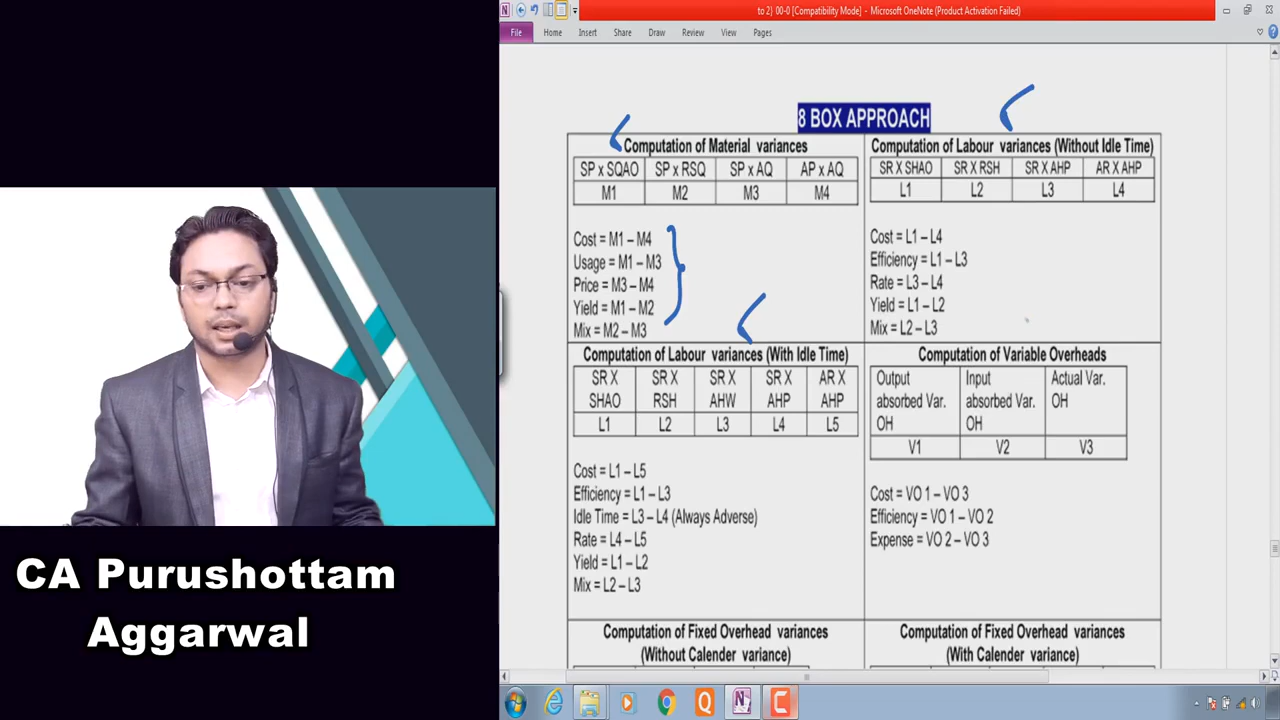 to 2) 00-0 [Compatibility Mode] - Microsoft OneNote (Product Activation Failed)
File Home Insert Share Draw Review View Pages
8 BOX APPROACH
Computation of Material variances
SP x SQAO SP x RSQ SP x AQ AP x AQ
M1 M2 M3 M4
Cost = M1 – M4
Usage = M1 – M3
Price = M3 – M4
Yield = M1 – M2
Mix = M2 – M3
Computation of Labour variances (Without Idle Time)
SR X SHAO SR X RSH SR X AHP AR X AHP
L1 L2 L3 L4
Cost = L1 – L4
Efficiency = L1 – L3
Rate = L3 – L4
Yield = L1 – L2
Mix = L2 – L3
Computation of Labour variances (With Idle Time)
SR X SR X SR X SR X AR X
SHAO RSH AHW AHP AHP
L1 L2 L3 L4 L5
Cost = L1 – L5
Efficiency = L1 – L3
Idle Time = L3 – L4 (Always Adverse)
Rate = L4 – L5
Yield = L1 – L2
Mix = L2 – L3
Computation of Variable Overheads
Output Input Actual Var.
absorbed Var. absorbed Var. OH
OH OH
V1 V2 V3
Cost = VO 1 – VO 3
Efficiency = VO 1 – VO 2
Expense = VO 2 – VO 3
Computation of Fixed Overhead variances
(Without Calender variance)
Computation of Fixed Overhead variances
(With Calender variance)
CA Purushottam
Aggarwal